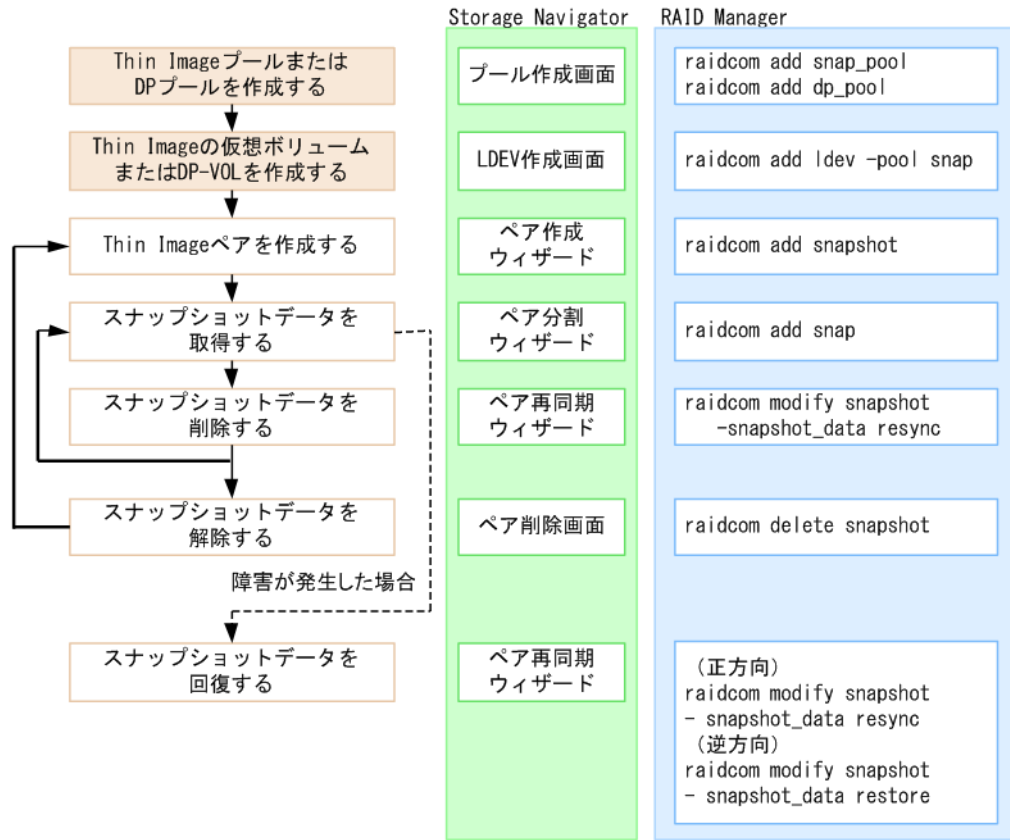 Storage Navigator
RAID Manager
Thin Imageプールまたは
DPプールを作成する
プール作成画面
raidcom add snap_pool
raidcom add dp_pool
Thin Imageの仮想ボリューム
またはDP-VOLを作成する
LDEV作成画面
raidcom add ldev -pool snap
Thin Imageペアを作成する
ペア作成
ウィザード
raidcom add snapshot
スナップショットデータを
取得する
ペア分割
ウィザード
raidcom add snap
スナップショットデータを
削除する
ペア再同期
ウィザード
raidcom modify snapshot
-snapshot_data resync
スナップショットデータを
解除する
ペア削除画面
raidcom delete snapshot
障害が発生した場合
スナップショットデータを
回復する
ペア再同期
ウィザード
（正方向）
raidcom modify snapshot
- snapshot_data resync
（逆方向）
raidcom modify snapshot
- snapshot_data restore